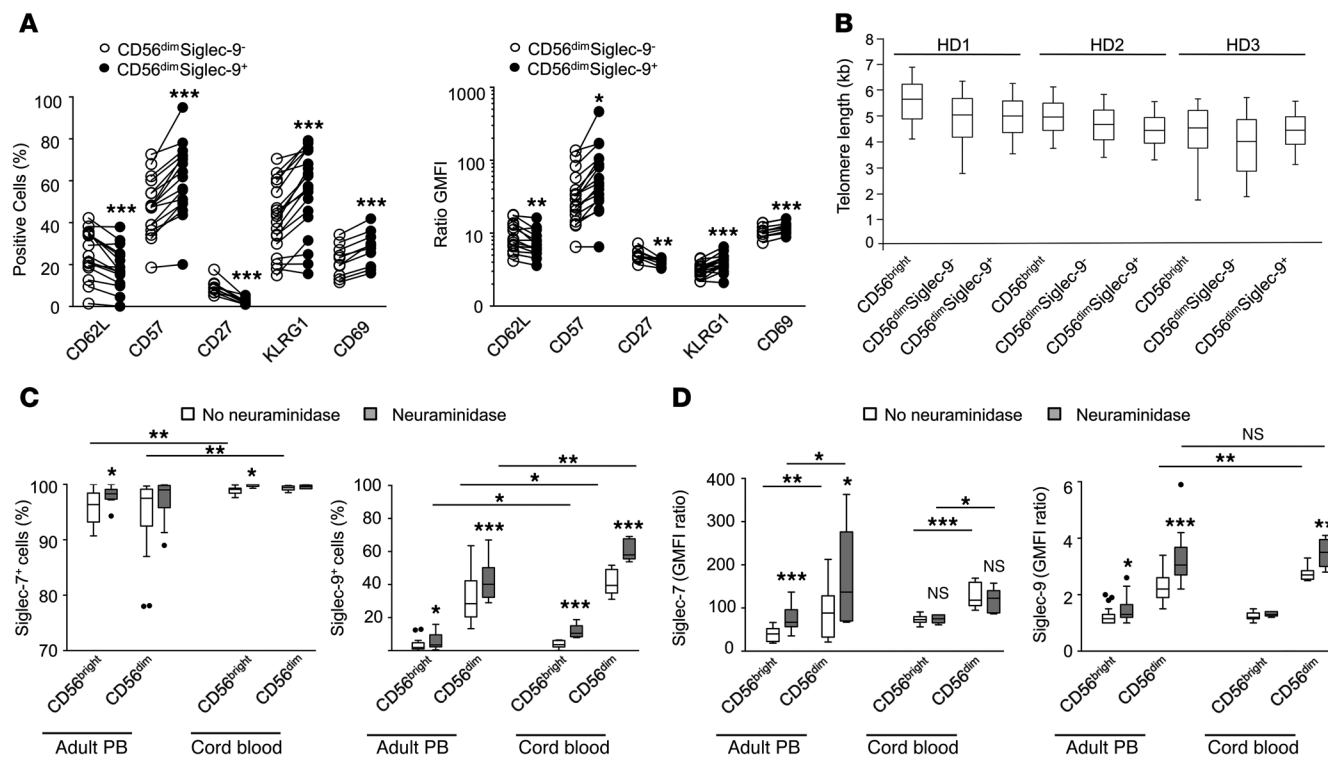 A
CD56dimSiglec-9-
CD56dimSiglec-9+
Positive Cells (%)
100
80
60
40
20
0
***
***
***
***
***
CD62L
CD57
CD27
KLRG1
CD69
CD56dimSiglec-9-
CD56dimSiglec-9+
Ratio GMFI
1000
100
10
1
0
**
*
**
***
***
CD62L
CD57
CD27
KLRG1
CD69
B
HD1 HD2 HD3
Telomere length (kb)
8
7
6
5
4
3
2
1
0
CD56bright
CD56dimSiglec-9-
CD56dimSiglec-9+
CD56bright
CD56dimSiglec-9-
CD56dimSiglec-9+
CD56bright
CD56dimSiglec-9-
CD56dimSiglec-9+
C
No neuraminidase Neuraminidase
**
**
* *
Siglec-7+ cells (%)
100
90
80
70
CD56bright
CD56dim
CD56bright
CD56dim
Adult PB Cord blood
**
*
*
Siglec-9+ cells (%)
100
80
60
40
20
* *** *** ***
CD56bright
CD56dim
CD56bright
CD56dim
Adult PB Cord blood
D
No neuraminidase Neuraminidase
*
**
*
***
Siglec-7 (GMFI ratio)
400
300
200
100
0
*** * NS NS
CD56bright
CD56dim
CD56bright
CD56dim
Adult PB Cord blood
NS
**
Siglec-9 (GMFI ratio)
6
4
2
0
* *** **
CD56bright
CD56dim
CD56bright
CD56dim
Adult PB Cord blood